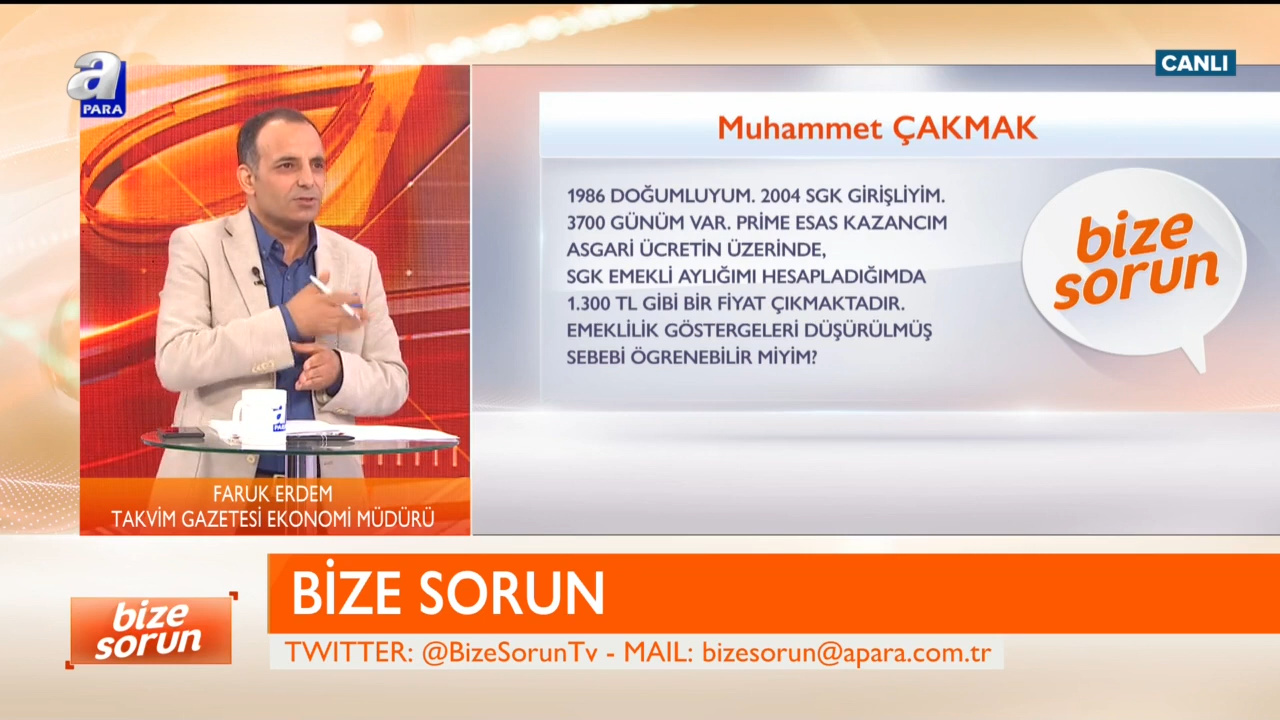 a
PARA
CANLI
Muhammet ÇAKMAK
1986 DOĞUMLUYUM. 2004 SGK GİRİŞLİYİM.
3700 GÜNÜM VAR. PRİME ESAS KAZANCIM
ASGARİ ÜCRETİN ÜZERİNDE,
SGK EMEKLİ AYLIĞIMI HESAPLADIĞIMDA
1.300 TL GİBİ BİR FİYAT ÇIKMAKTADIR.
EMEKLİLİK GÖSTERGELERİ DÜŞÜRÜLMÜŞ
SEBEBİ ÖGRENEBİLİR MİYİM?
bize
sorun
a
PARA
FARUK ERDEM
TAKVİM GAZETESİ EKONOMİ MÜDÜRÜ
bize
sorun
BİZE SORUN
TWITTER: @BizeSorunTv - MAIL: bizesorun@apara.com.tr